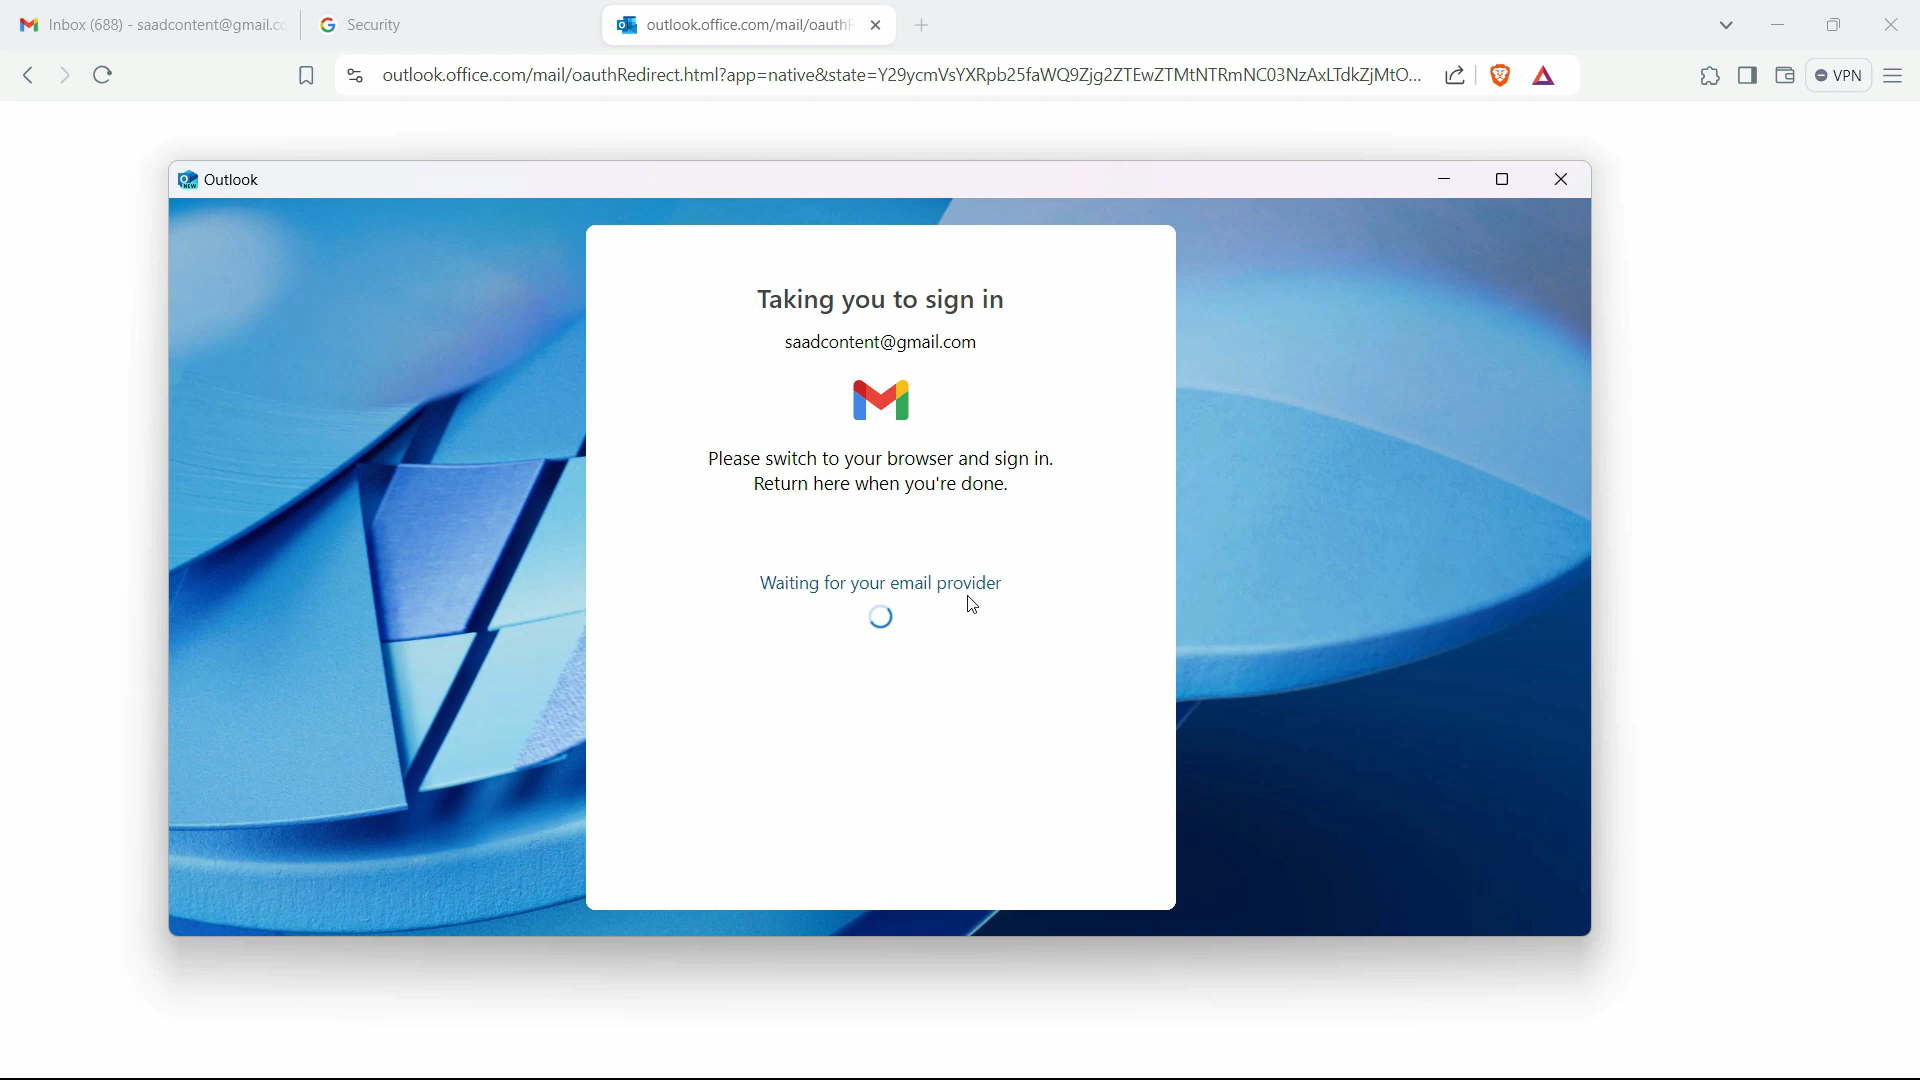 Inbox (688) - saadcontent@gmail.c
Security
outlook.office.com/mail/oauthR
outlook.office.com/mail/oauthRedirect.html?app=native&state=Y29ycmVsYXRpb25faWQ9Zjg2ZTEwZTMtNTRmNC03NzAxLTdkZjMtO...
VPN
NEW
Outlook
Taking you to sign in
saadcontent@gmail.com
Please switch to your browser and sign in.
Return here when you're done.
Waiting for your email provider